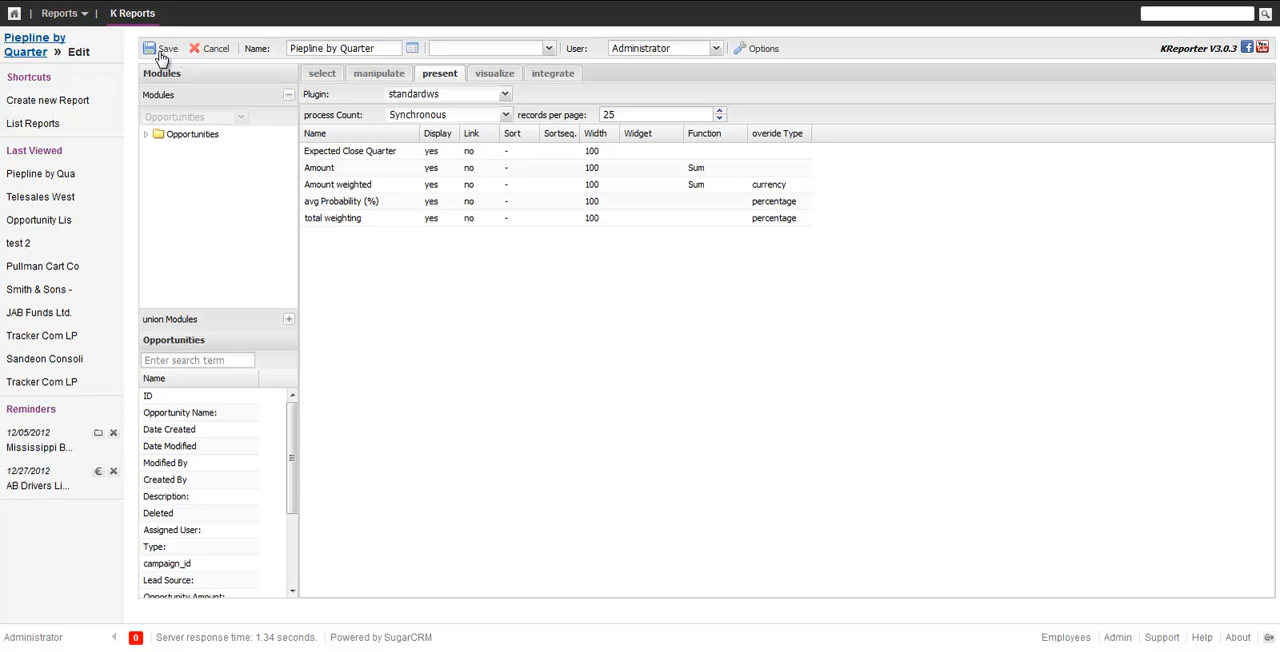 Reports
K Reports
Piepline by
Quarter » Edit
Save
Cancel
Name:
Piepline by Quarter
User:
Administrator
Options
KReporter V3.0.3
Shortcuts
Create new Report
List Reports
Last Viewed
Piepline by Qua
Telesales West
Opportunity Lis
test 2
Pullman Cart Co
Smith & Sons -
JAB Funds Ltd.
Tracker Com LP
Sandeon Consoli
Tracker Com LP
Reminders
12/05/2012
Mississippi B...
12/27/2012
AB Drivers Li...
Modules
Modules
Opportunities
Opportunities
union Modules
Opportunities
Enter search term
Name
ID
Opportunity Name:
Date Created
Date Modified
Modified By
Created By
Description:
Deleted
Assigned User:
Type:
campaign_id
Lead Source:
Opportunity Amount:
select manipulate present visualize integrate
Plugin: standardws
process Count: Synchronous records per page: 25
Name Display Link Sort Sortseq. Width Widget Function overide Type
Expected Close Quarter yes no - 100
Amount yes no - 100 Sum
Amount weighted yes no - 100 Sum currency
avg Probability (%) yes no - 100 percentage
total weighting yes no - 100 percentage
Administrator
0
Server response time: 1.34 seconds.
Powered by SugarCRM
Employees
Admin
Support
Help
About